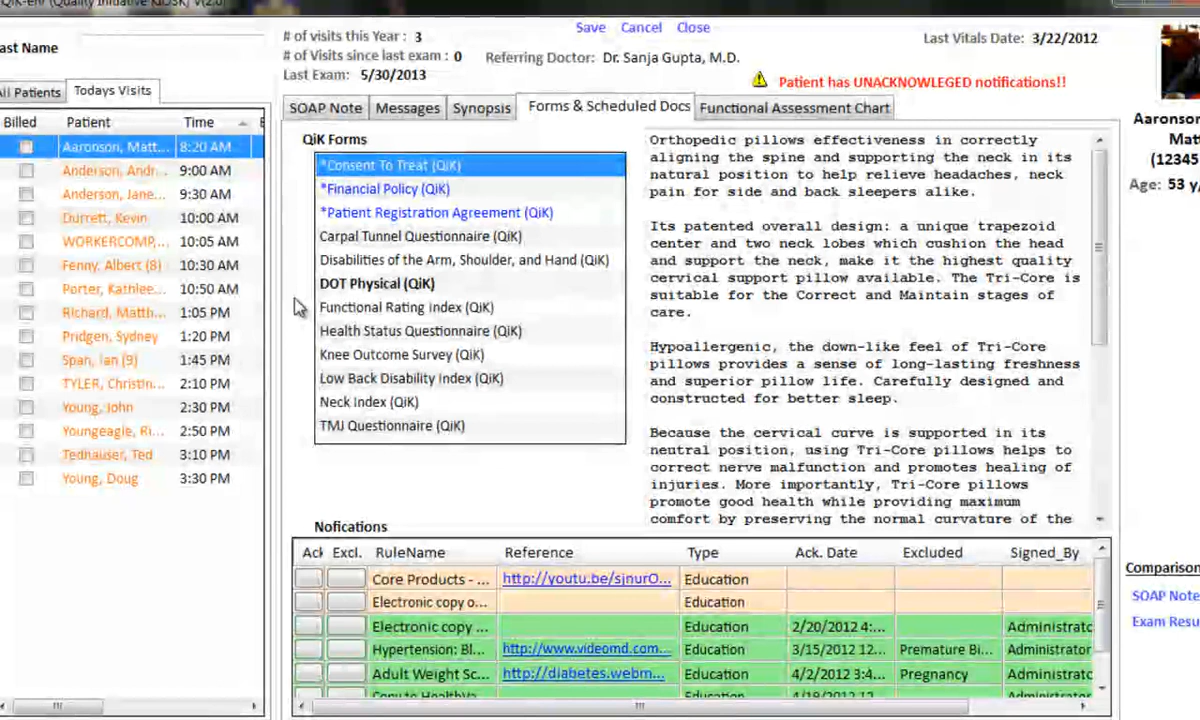 QiK-ehr (Quality Initiative KIOSK) V(2.0)
Save Cancel Close
# of visits this Year : 3
# of Visits since last exam : 0 Referring Doctor: Dr. Sanja Gupta, M.D.
Last Exam: 5/30/2013
Last Vitals Date: 3/22/2012
Patient has UNACKNOWLEGED notifications!!
ast Name
All Patients Todays Visits
Billed Patient Time
Aaronson, Matt... 8:20 AM
Anderson, Andr... 9:00 AM
Anderson, Jane... 9:30 AM
Durrett, Kevin 10:00 AM
WORKERCOMP,... 10:05 AM
Fenny, Albert (8) 10:30 AM
Porter, Kathlee... 10:50 AM
Richard, Matth... 1:05 PM
Pridgen, Sydney 1:20 PM
Span, Ian (9) 1:45 PM
TYLER, Christin... 2:10 PM
Young, John 2:30 PM
Youngeagle, Ri... 2:50 PM
Tedhauser, Ted 3:10 PM
Young, Doug 3:30 PM
SOAP Note Messages Synopsis Forms & Scheduled Docs Functional Assessment Chart
QiK Forms
*Consent To Treat (QiK)
*Financial Policy (QiK)
*Patient Registration Agreement (QiK)
Carpal Tunnel Questionnaire (QiK)
Disabilities of the Arm, Shoulder, and Hand (QiK)
DOT Physical (QiK)
Functional Rating Index (QiK)
Health Status Questionnaire (QiK)
Knee Outcome Survey (QiK)
Low Back Disability Index (QiK)
Neck Index (QiK)
TMJ Questionnaire (QiK)
Orthopedic pillows effectiveness in correctly
aligning the spine and supporting the neck in its
natural position to help relieve headaches, neck
pain for side and back sleepers alike.
Its patented overall design: a unique trapezoid
center and two neck lobes which cushion the head
and support the neck, make it the highest quality
cervical support pillow available. The Tri-Core is
suitable for the Correct and Maintain stages of
care.
Hypoallergenic, the down-like feel of Tri-Core
pillows provides a sense of long-lasting freshness
and superior pillow life. Carefully designed and
constructed for better sleep.
Because the cervical curve is supported in its
neutral position, using Tri-Core pillows helps to
correct nerve malfunction and promotes healing of
injuries. More importantly, Tri-Core pillows
promote good health while providing maximum
comfort by preserving the normal curvature of the
Aaronson
Mat
(12345
Age: 53 y/
Nofications
Ack Excl. RuleName Reference Type Ack. Date Excluded Signed_By
Core Products - ... http://youtu.be/sjnurO... Education
Electronic copy o... Education
Electronic copy ... Education 2/20/2012 4:... Administratc
Hypertension: Bl... http://www.videomd.com... Education 3/15/2012 12... Premature Bi... Administrator
Adult Weight Sc... http://diabetes.webm... Education 4/2/2012 3:4... Pregnancy Administratc
Comparison
SOAP Note
Exam Resu